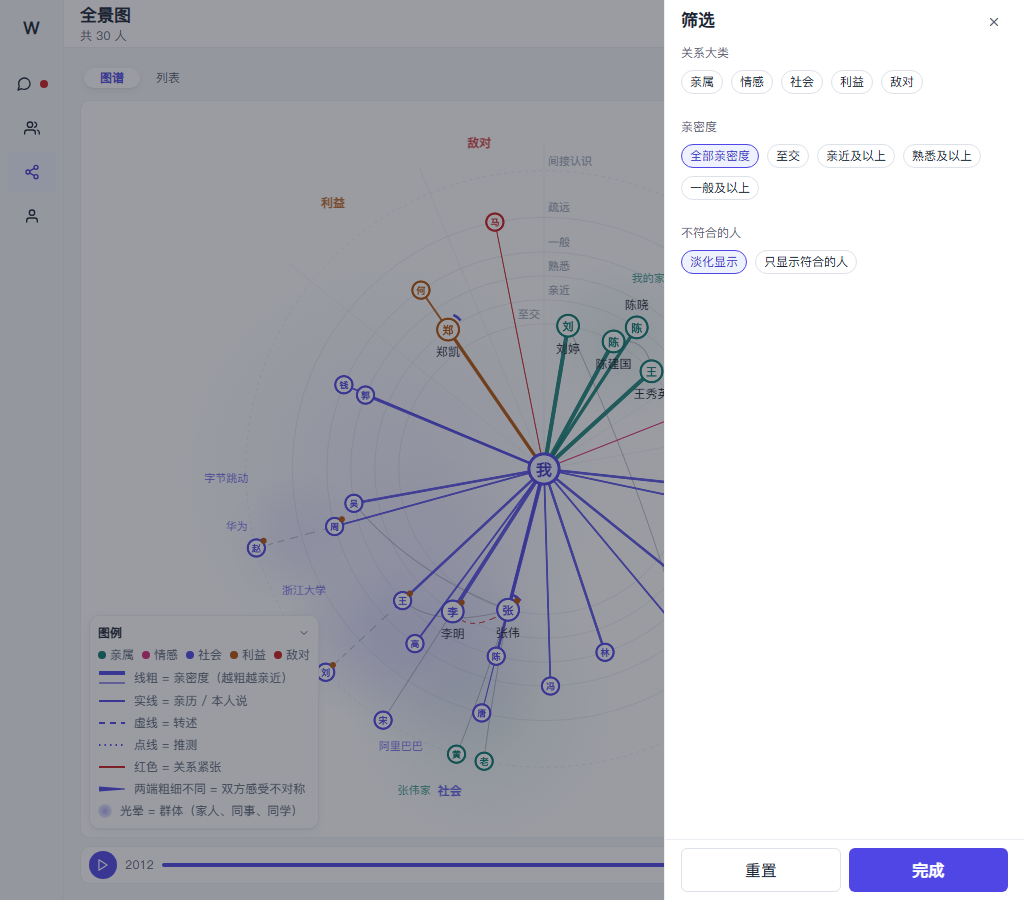 W
全景图
共 30 人
图谱 列表
敌对
间接认识
利益
疏远
马
一般
熟悉
我的家
何
亲近
陈晓
至交
郑
刘
陈
陈
郑凯
刘婷
陈建国
王
钱
郭
王秀英
我
字节跳动
吴
华为
周
赵
浙江大学
王
李
张
李明
张伟
高
陈
林
刘
冯
宋
唐
阿里巴巴
黄
老
张伟家
社会
图例
亲属 情感 社会 利益 敌对
线粗 = 亲密度（越粗越亲近）
实线 = 亲历 / 本人说
虚线 = 转述
点线 = 推测
红色 = 关系紧张
两端粗细不同 = 双方感受不对称
光晕 = 群体（家人、同事、同学）
2012
筛选
关系大类
亲属 情感 社会 利益 敌对
亲密度
全部亲密度 至交 亲近及以上 熟悉及以上
一般及以上
不符合的人
淡化显示 只显示符合的人
重置 完成